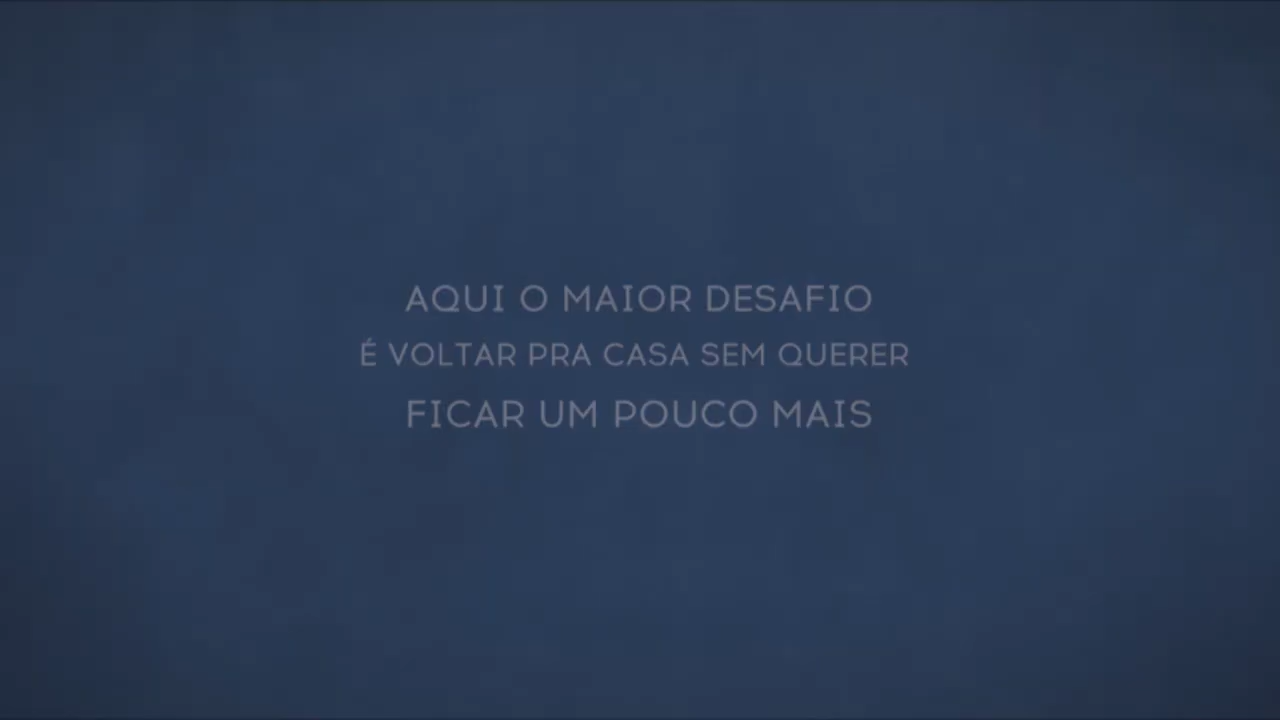 AQUI O MAIOR DESAFIO
É VOLTAR PRA CASA SEM QUERER
FICAR UM POUCO MAIS